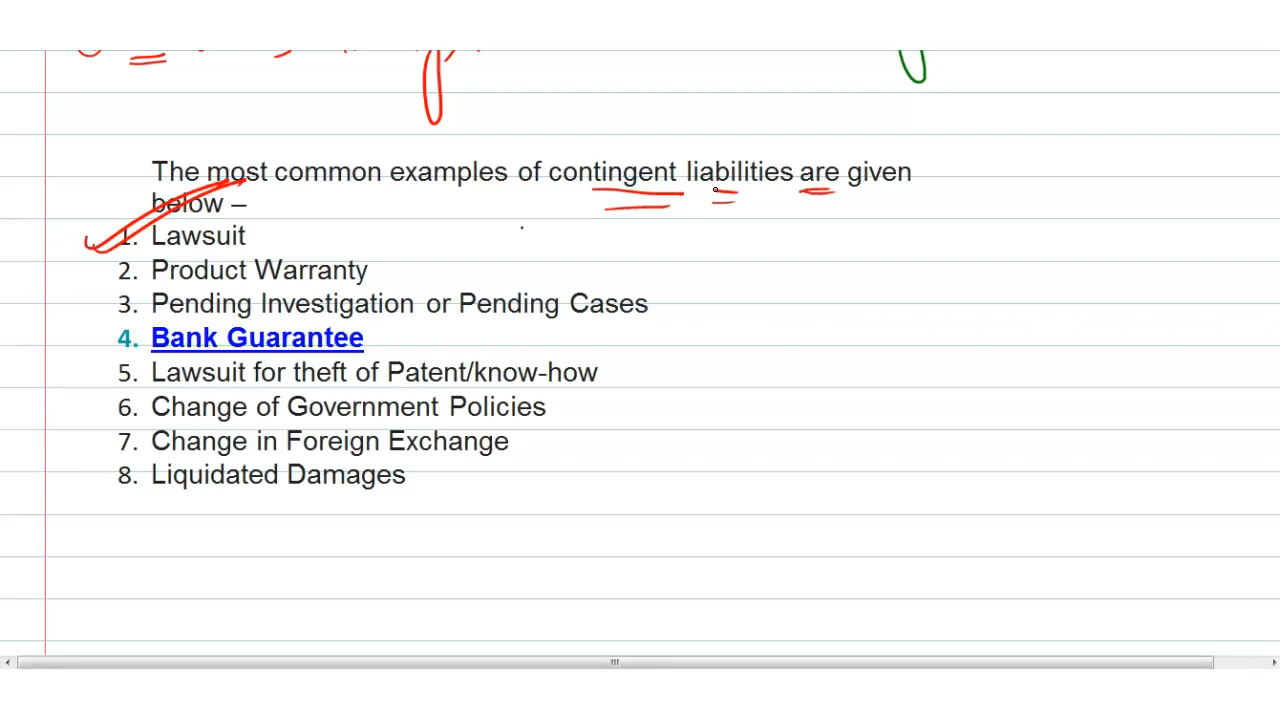 The most common examples of contingent liabilities are given
below –
1. Lawsuit
2. Product Warranty
3. Pending Investigation or Pending Cases
4. Bank Guarantee
5. Lawsuit for theft of Patent/know-how
6. Change of Government Policies
7. Change in Foreign Exchange
8. Liquidated Damages